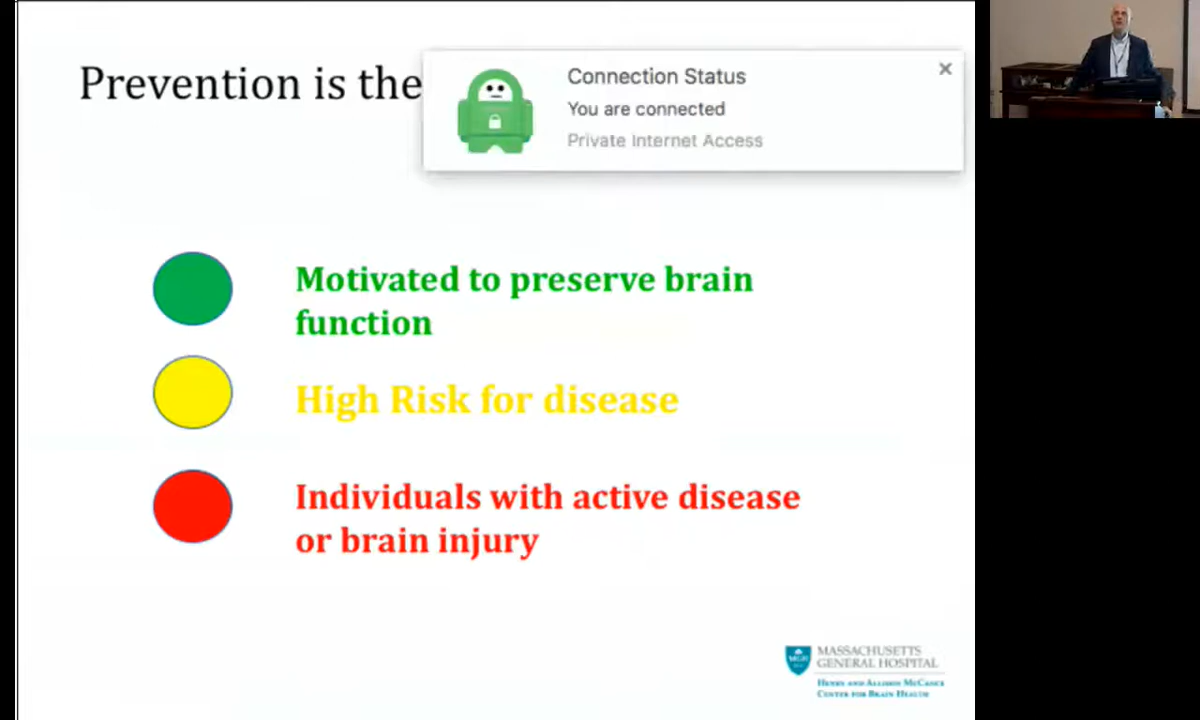 Prevention is the
Connection Status
You are connected
Private Internet Access
Motivated to preserve brain
function
High Risk for disease
Individuals with active disease
or brain injury
MGH
MASSACHUSETTS
GENERAL HOSPITAL
HENRY AND ALLISON MCCANCE
CENTER FOR BRAIN HEALTH